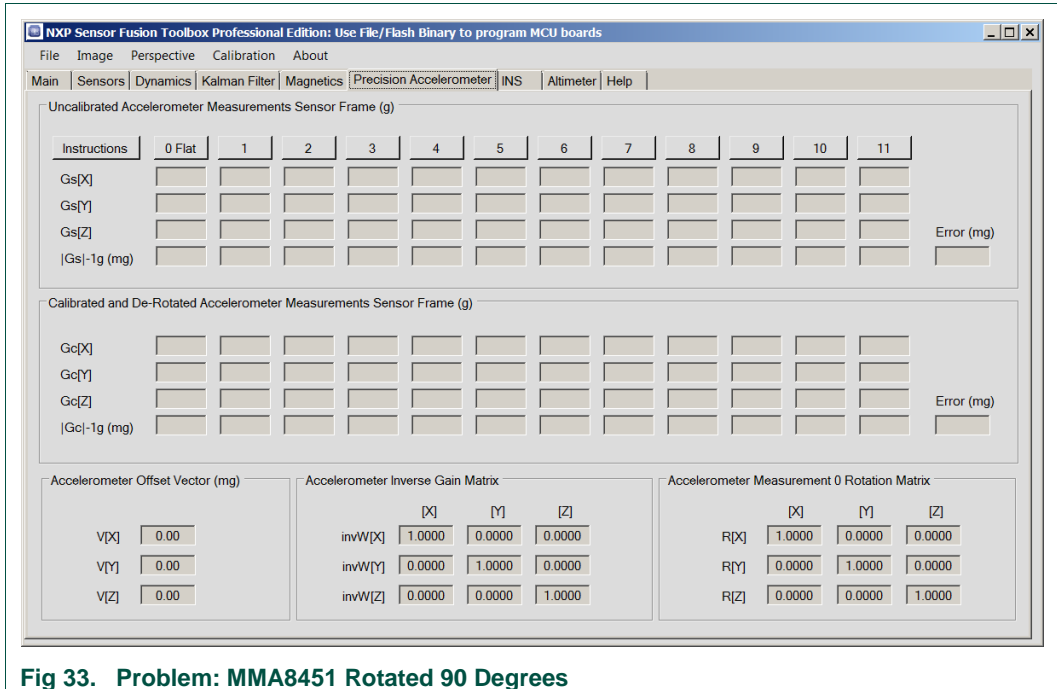 NXP Sensor Fusion Toolbox Professional Edition: Use File/Flash Binary to program MCU boards
File Image Perspective Calibration About
Main Sensors Dynamics Kalman Filter Magnetics Precision Accelerometer INS Altimeter Help
Uncalibrated Accelerometer Measurements Sensor Frame (g)
Instructions 0 Flat 1 2 3 4 5 6 7 8 9 10 11
Gs[X]
Gs[Y]
Gs[Z] Error (mg)
|Gs|-1g (mg)
Calibrated and De-Rotated Accelerometer Measurements Sensor Frame (g)
Gc[X]
Gc[Y]
Gc[Z] Error (mg)
|Gc|-1g (mg)
Accelerometer Offset Vector (mg)
V[X] 0.00
V[Y] 0.00
V[Z] 0.00
Accelerometer Inverse Gain Matrix
[X] [Y] [Z]
invW[X] 1.0000 0.0000 0.0000
invW[Y] 0.0000 1.0000 0.0000
invW[Z] 0.0000 0.0000 1.0000
Accelerometer Measurement 0 Rotation Matrix
[X] [Y] [Z]
R[X] 1.0000 0.0000 0.0000
R[Y] 0.0000 1.0000 0.0000
R[Z] 0.0000 0.0000 1.0000
Fig 33. Problem: MMA8451 Rotated 90 Degrees